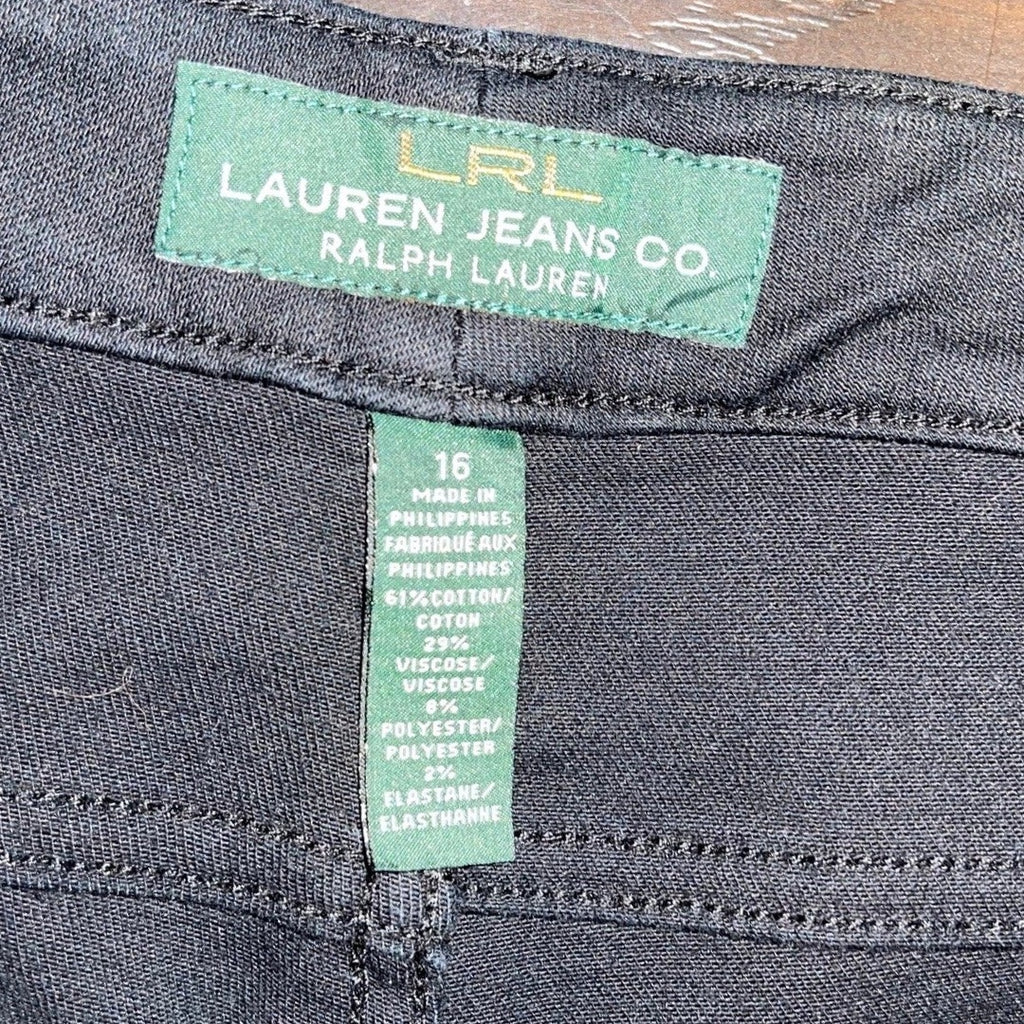 LRL
LAUREN JEANS CO.
RALPH LAUREN
16
MADE IN
PHILIPPINES
FABRIQUÉ AUX
PHILIPPINES
61% COTTON/
COTON
29%
VISCOSE/
VISCOSE
8%
POLYESTER/
POLYESTER
2%
ELASTANE/
ELASTHANNE